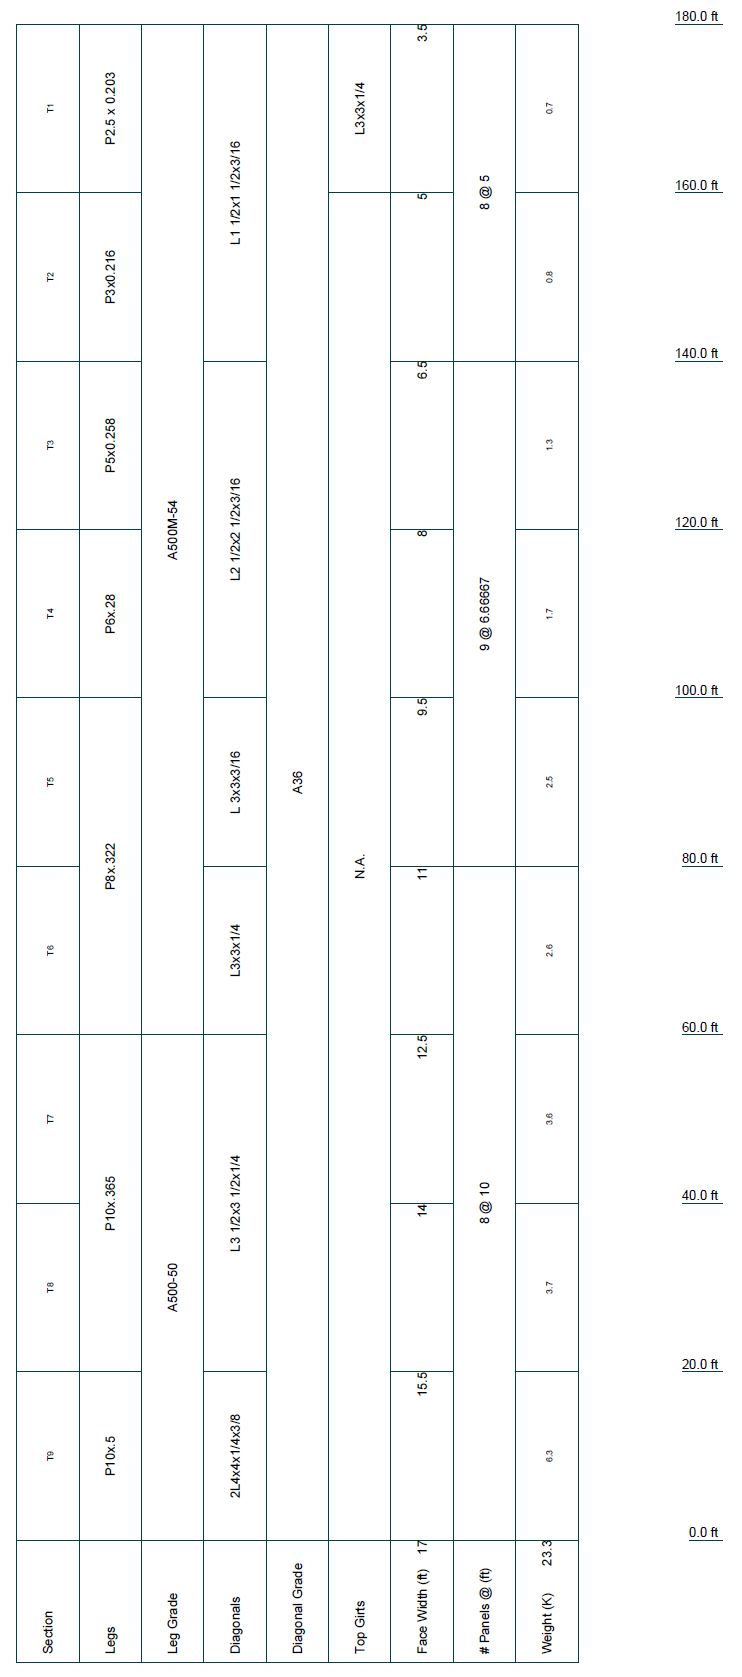 Section T9 T8 T7 T6 T5 T4 T3 T2 T1
Legs P10x.5 P10x.365 P8x.322 P6x.28 P5x0.258 P3x0.216 P2.5 x 0.203
Leg Grade A500-50 A500M-54
Diagonals 2L4x4x1/4x3/8 L3 1/2x3 1/2x1/4 L3x3x1/4 L 3x3x3/16 L2 1/2x2 1/2x3/16 L1 1/2x1 1/2x3/16
Diagonal Grade A36
Top Girts N.A. L3x3x1/4
Face Width (ft) 17 15.5 14 12.5 11 9.5 8 6.5 5 3.5
# Panels @ (ft) 8 @ 10 9 @ 6.66667 8 @ 5
Weight (K) 23.3 6.3 3.7 3.6 2.6 2.5 1.7 1.3 0.8 0.7
180.0 ft
160.0 ft
140.0 ft
120.0 ft
100.0 ft
80.0 ft
60.0 ft
40.0 ft
20.0 ft
0.0 ft